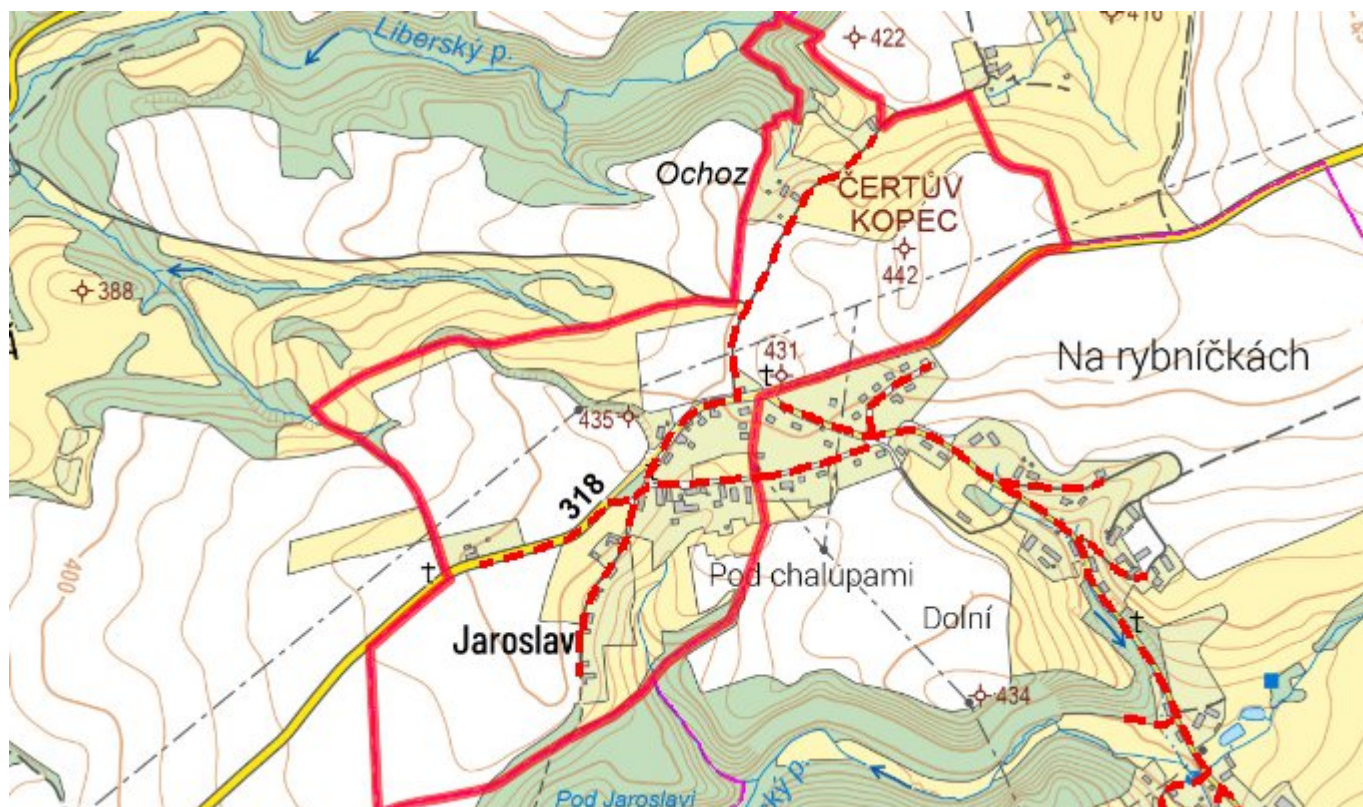 Liberský p.
422
416
Ochoz
ČERTŮV
KOPEC
442
388
431
Na rybníčkách
435
318
Pod chalupami
400
Dolní
Jaroslav
434
Pod Jaroslaví
ský p.